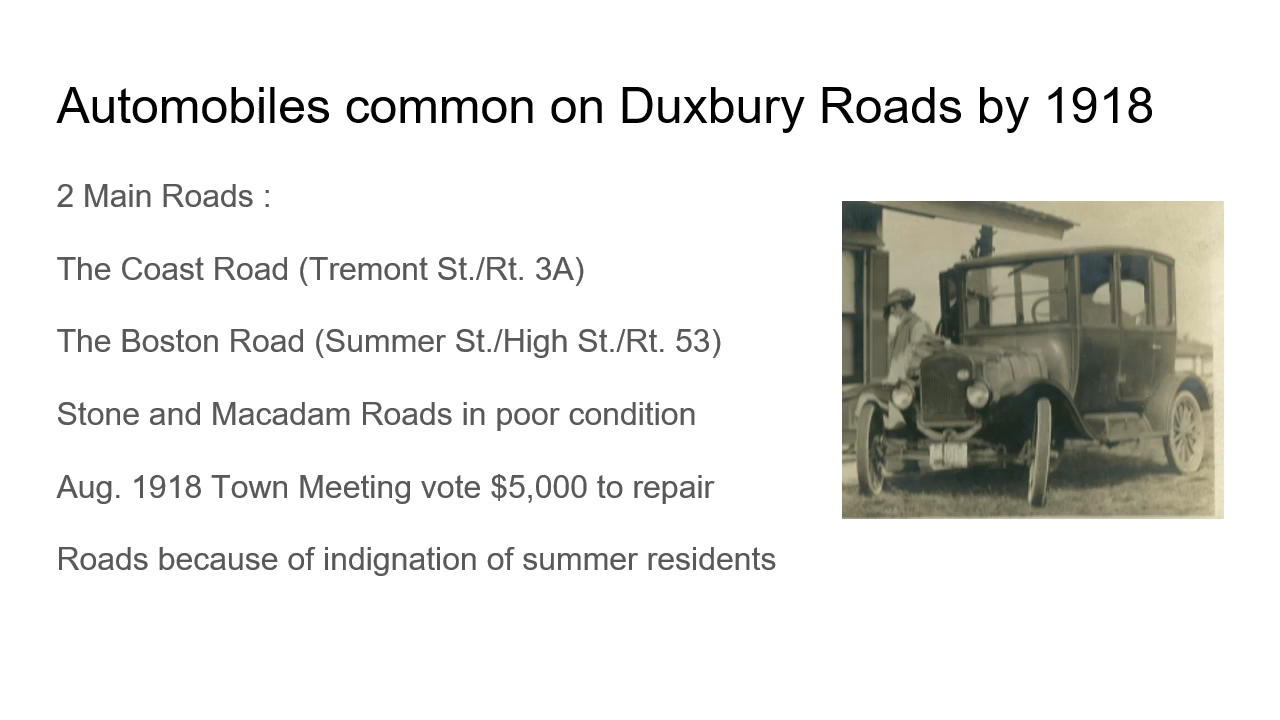 Automobiles common on Duxbury Roads by 1918
2 Main Roads :
The Coast Road (Tremont St./Rt. 3A)
The Boston Road (Summer St./High St./Rt. 53)
Stone and Macadam Roads in poor condition
Aug. 1918 Town Meeting vote $5,000 to repair
Roads because of indignation of summer residents